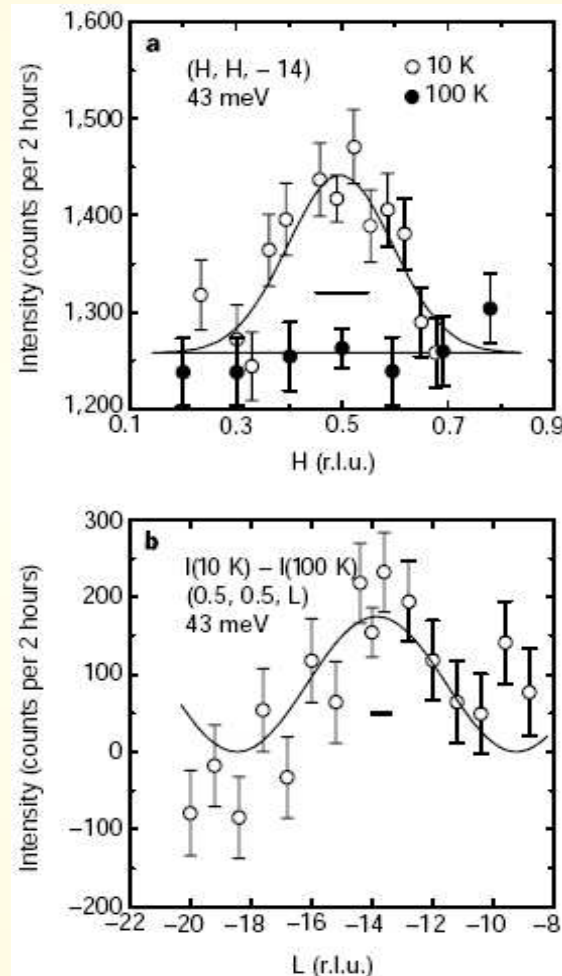 1,600
a
(H, H, – 14)
43 meV
10 K
100 K
1,500
1,400
1,300
1,200
Intensity (counts per 2 hours)
0.1 0.3 0.5 0.7 0.9
H (r.l.u.)
300
b
I(10 K) – I(100 K)
(0.5, 0.5, L)
43 meV
200
100
0
–100
–200
Intensity (counts per 2 hours)
–22 –20 –18 –16 –14 –12 –10 –8
L (r.l.u.)